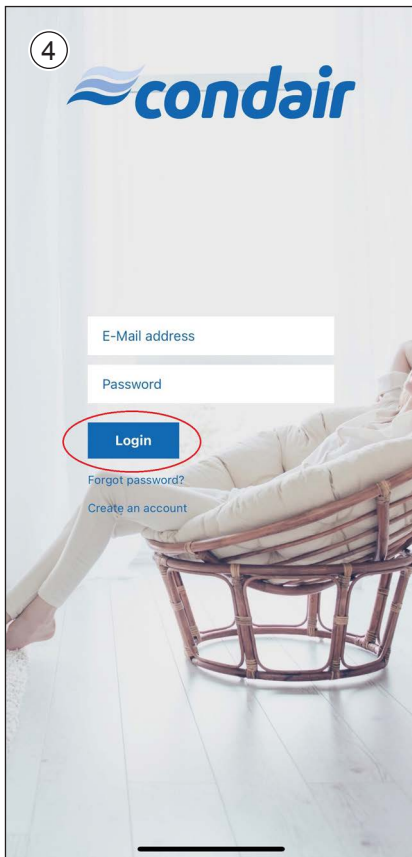 4
condair
E-Mail address
Password
Login
Forgot password?
Create an account